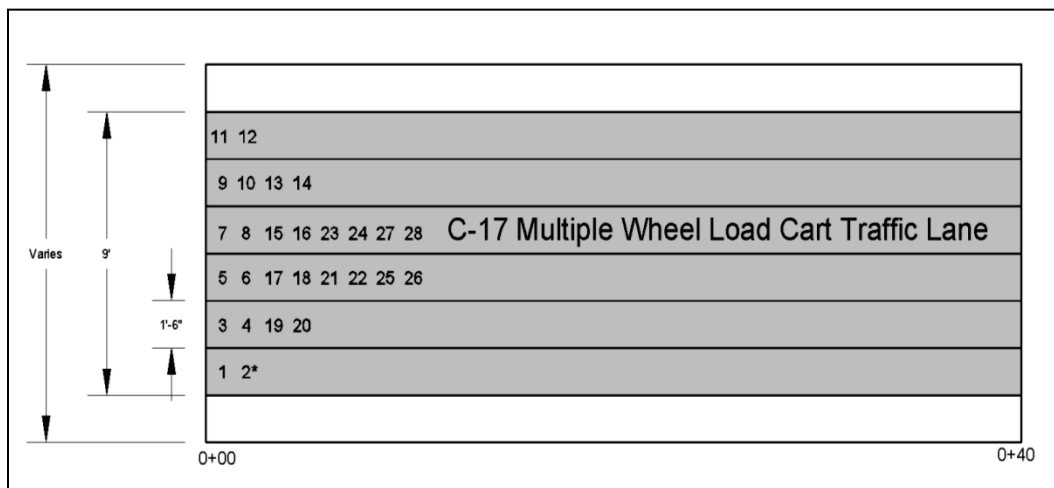 11 12
9 10 13 14
7 8 15 16 23 24 27 28 C-17 Multiple Wheel Load Cart Traffic Lane
Varies 9'
5 6 17 18 21 22 25 26
1'-6"
3 4 19 20
1 2*
0+00 0+40